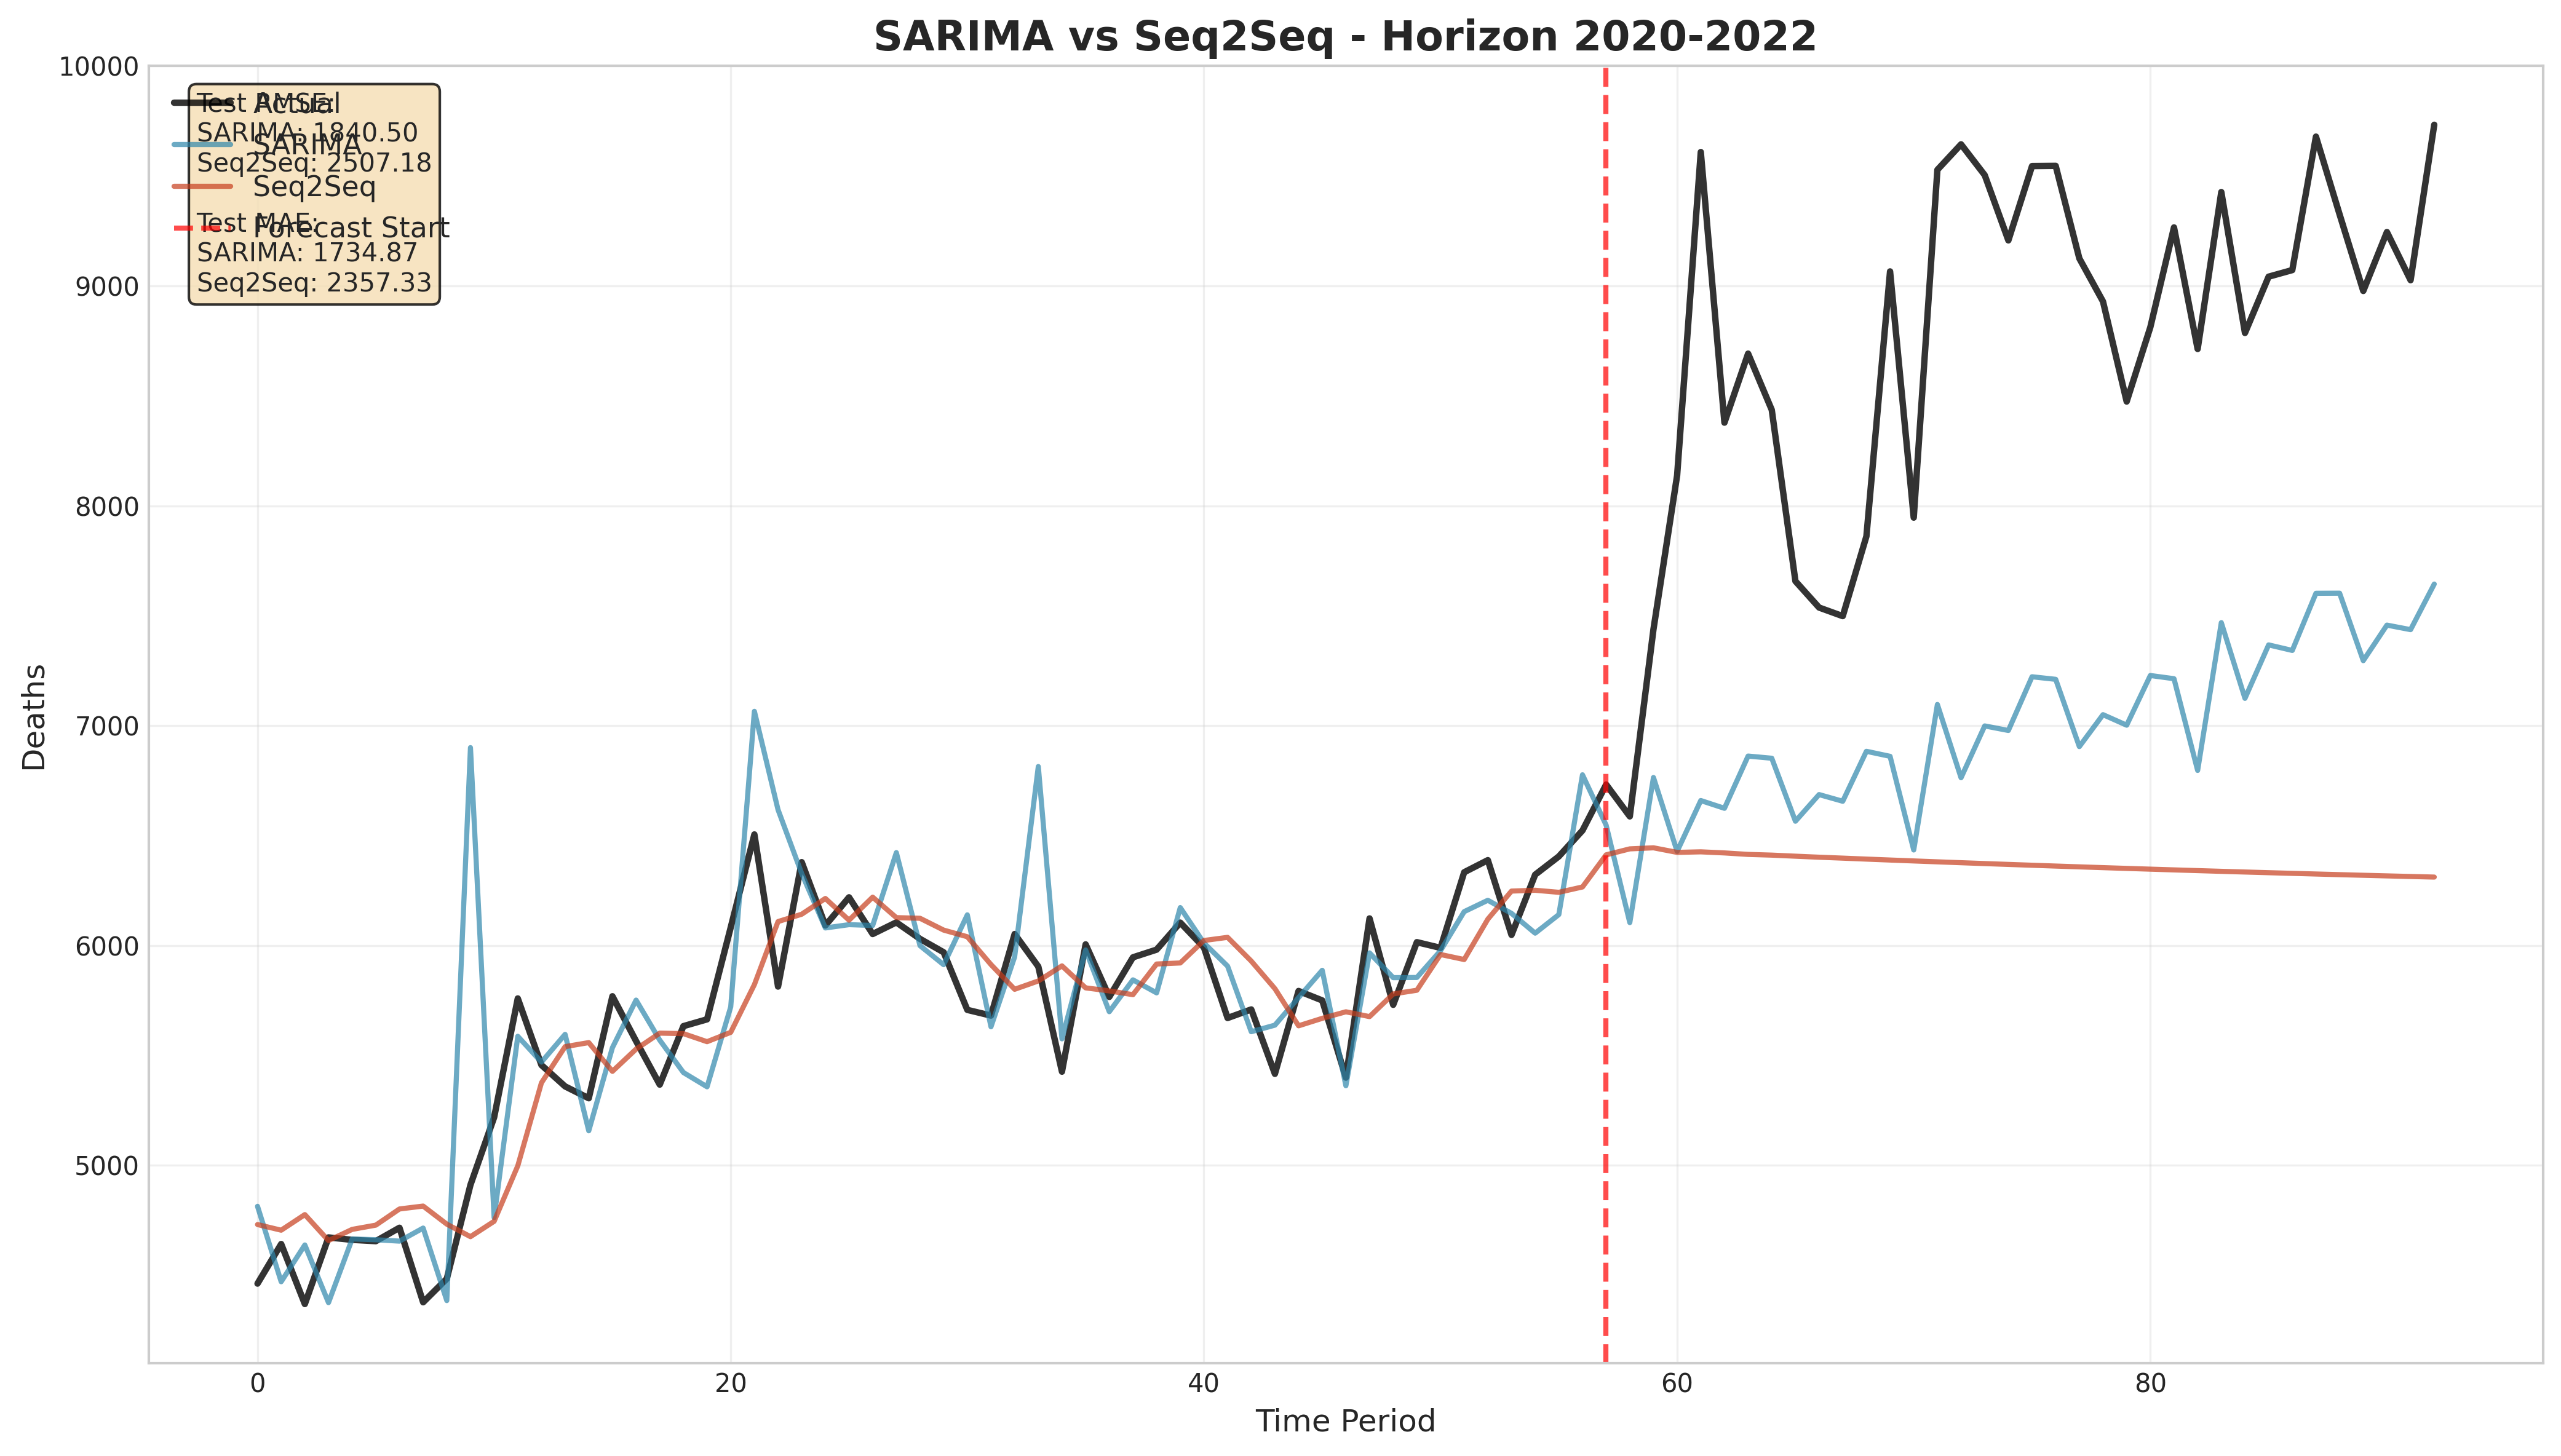 SARIMA vs Seq2Seq - Horizon 2020-2022
10000
9000
8000
7000
6000
5000
Deaths
Test RMSE:
SARIMA: 1840.50
Seq2Seq: 2507.18
Test MAE:
SARIMA: 1734.87
Seq2Seq: 2357.33
Actual
SARIMA
Seq2Seq
Forecast Start
0
20
40
60
80
Time Period